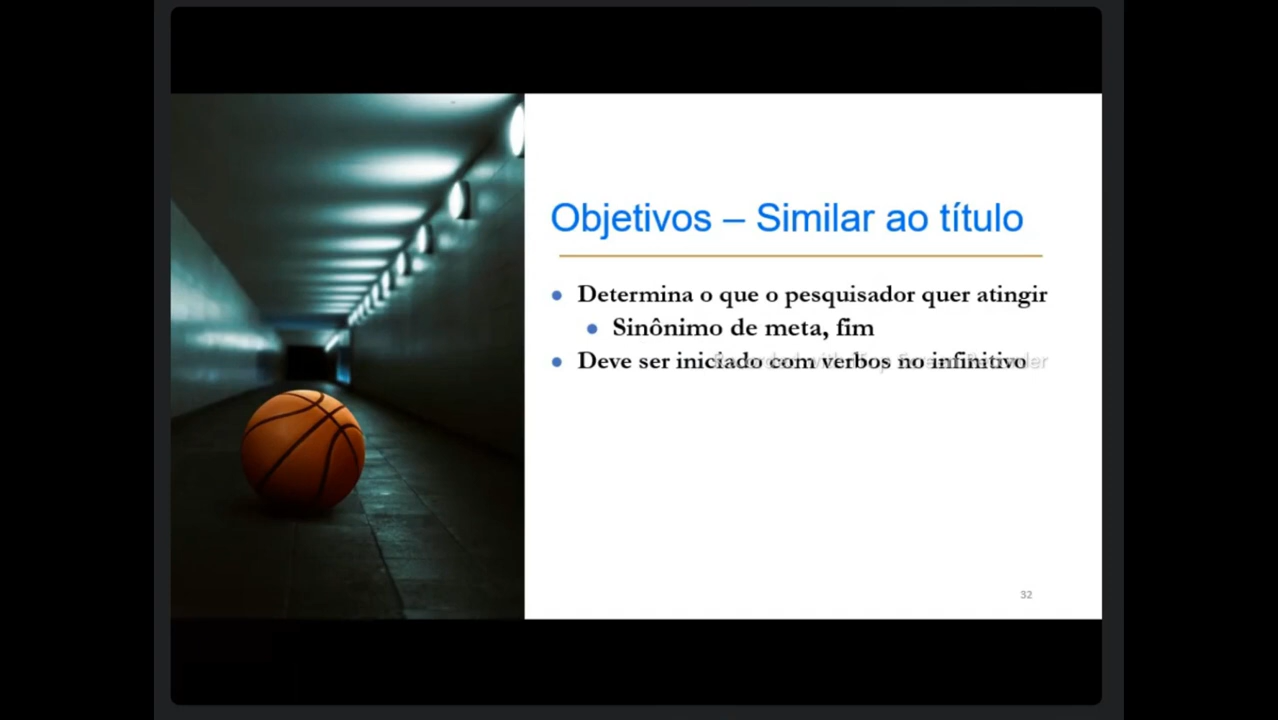 Objetivos – Similar ao título
Determina o que o pesquisador quer atingir
Sinônimo de meta, fim
Deve ser iniciado com verbos no infinitivo
32